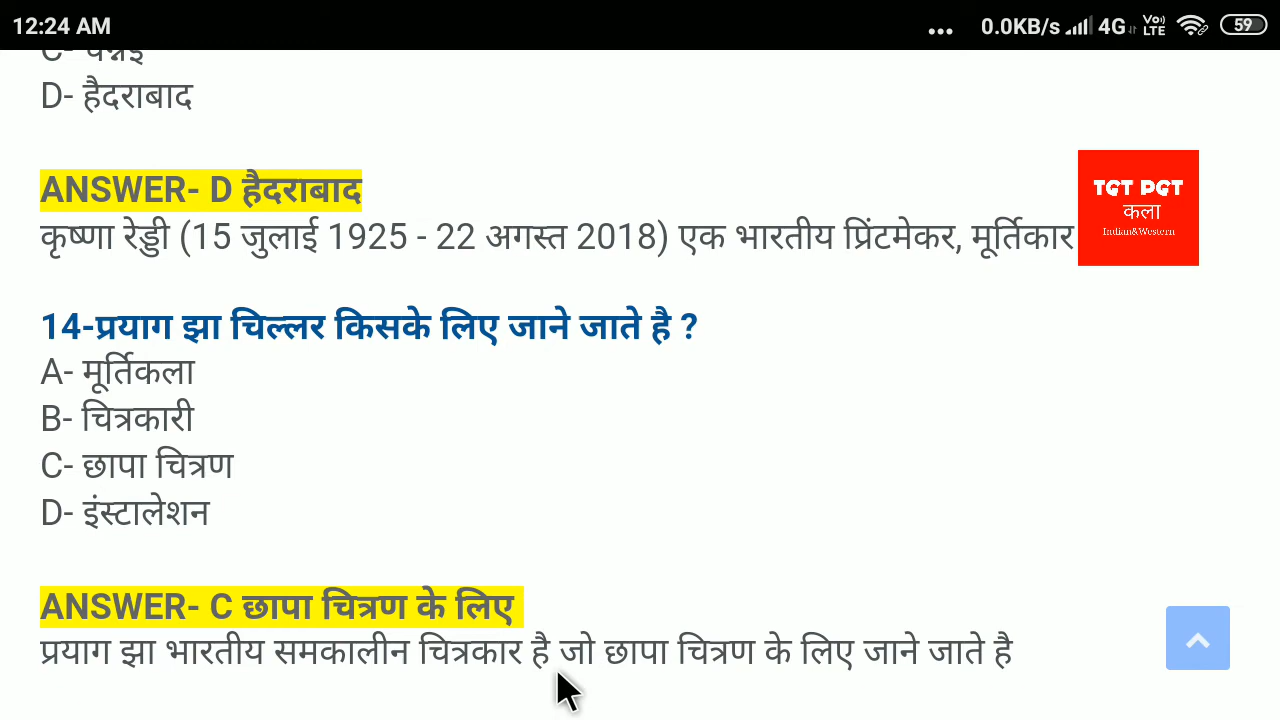 12:24 AM ... 0.0KB/s 4G VoLTE 59
C- चेन्नई
D- हैदराबाद
ANSWER- D हैदराबाद
कृष्णा रेड्डी (15 जुलाई 1925 - 22 अगस्त 2018) एक भारतीय प्रिंटमेकर, मूर्तिकार
TGT PGT
कला
Indian&Western
14-प्रयाग झा चिल्लर किसके लिए जाने जाते है ?
A- मूर्तिकला
B- चित्रकारी
C- छापा चित्रण
D- इंस्टालेशन
ANSWER- C छापा चित्रण के लिए
प्रयाग झा भारतीय समकालीन चित्रकार है जो छापा चित्रण के लिए जाने जाते है